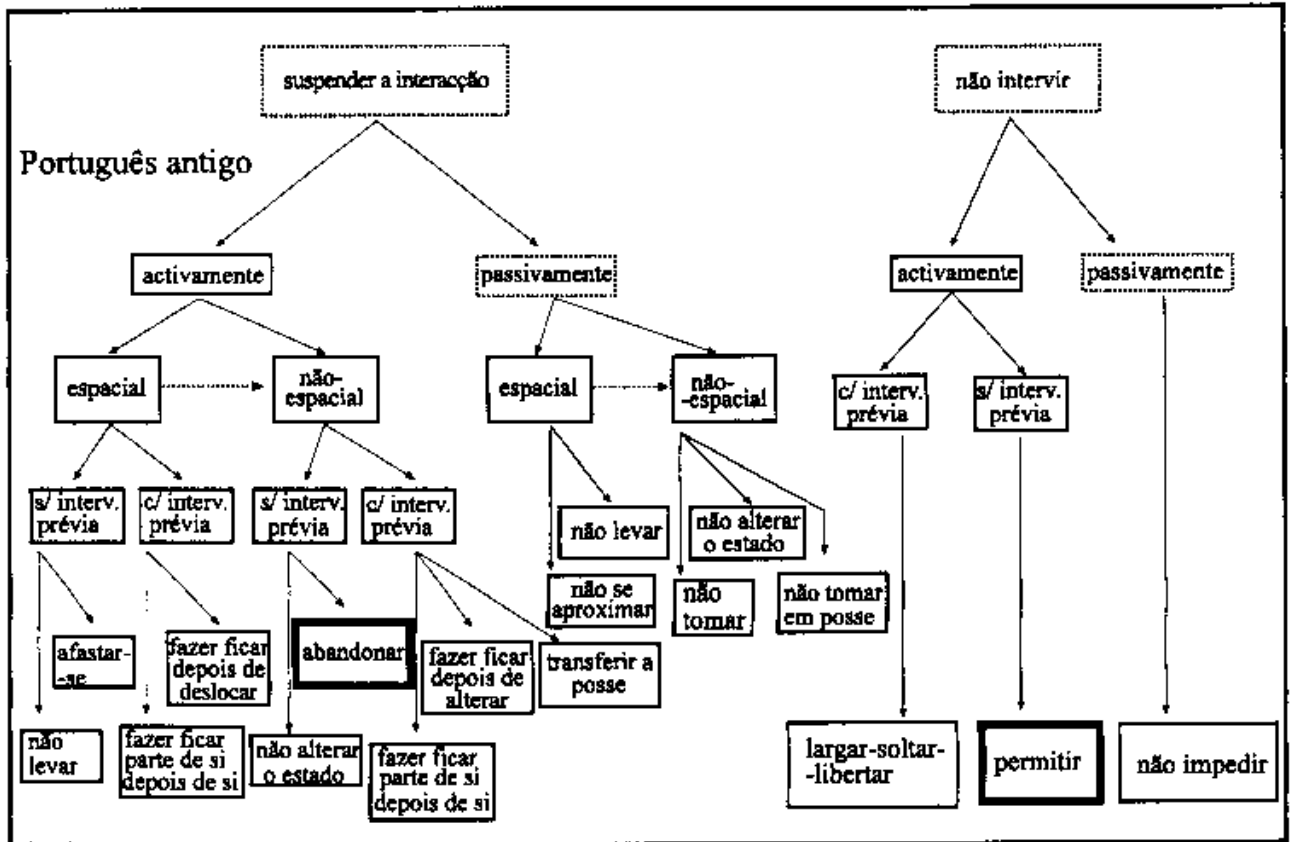 suspender a interacção
não intervir
Português antigo
activamente
passivamente
activamente
passivamente
espacial
não-
espacial
espacial
não-
-espacial
c/ interv.
prévia
s/ interv.
prévia
s/ interv.
prévia
c/ interv.
prévia
s/ interv.
prévia
c/ interv.
prévia
não levar
não alterar
o estado
não se
aproximar
não
tomar
não tomar
em posse
afastar-
-se
fazer ficar
depois de
deslocar
abandonar
fazer ficar
depois de
alterar
transferir a
posse
não
levar
fazer ficar
parte de si
depois de si
não alterar
o estado
fazer ficar
parte de si
depois de si
largar-soltar-
-libertar
permitir
não impedir